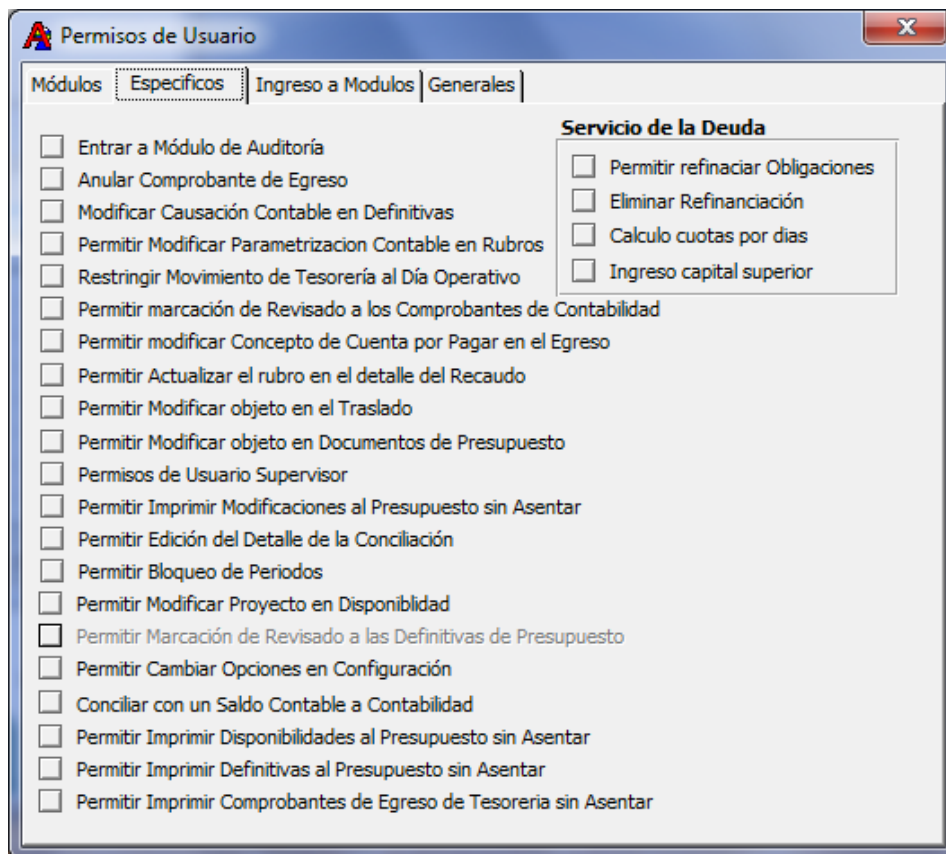 Permisos de Usuario
Módulos Especificos Ingreso a Modulos Generales
Entrar a Módulo de Auditoría
Anular Comprobante de Egreso
Modificar Causación Contable en Definitivas
Permitir Modificar Parametrizacion Contable en Rubros
Restringir Movimiento de Tesorería al Día Operativo
Permitir marcación de Revisado a los Comprobantes de Contabilidad
Permitir modificar Concepto de Cuenta por Pagar en el Egreso
Permitir Actualizar el rubro en el detalle del Recaudo
Permitir Modificar objeto en el Traslado
Permitir Modificar objeto en Documentos de Presupuesto
Permisos de Usuario Supervisor
Permitir Imprimir Modificaciones al Presupuesto sin Asentar
Permitir Edición del Detalle de la Conciliación
Permitir Bloqueo de Periodos
Permitir Modificar Proyecto en Disponiblidad
Permitir Marcación de Revisado a las Definitivas de Presupuesto
Permitir Cambiar Opciones en Configuración
Conciliar con un Saldo Contable a Contabilidad
Permitir Imprimir Disponibilidades al Presupuesto sin Asentar
Permitir Imprimir Definitivas al Presupuesto sin Asentar
Permitir Imprimir Comprobantes de Egreso de Tesoreria sin Asentar
Servicio de la Deuda
Permitir refinaciar Obligaciones
Eliminar Refinanciación
Calculo cuotas por dias
Ingreso capital superior